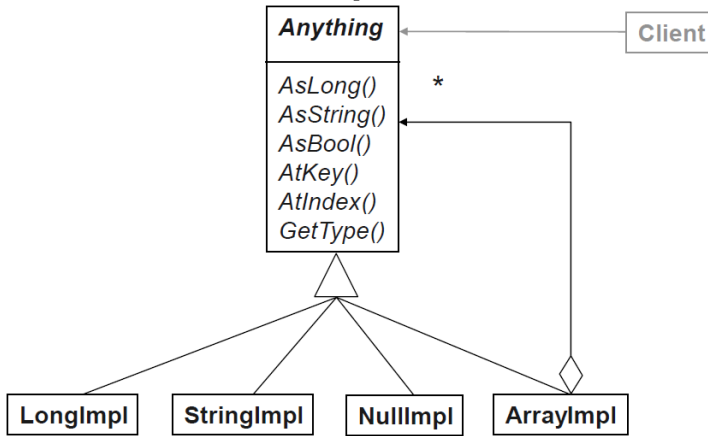 Anything
Client
AsLong()
*
AsString()
AsBool()
AtKey()
AtIndex()
GetType()
LongImpl
StringImpl
NullImpl
ArrayImpl